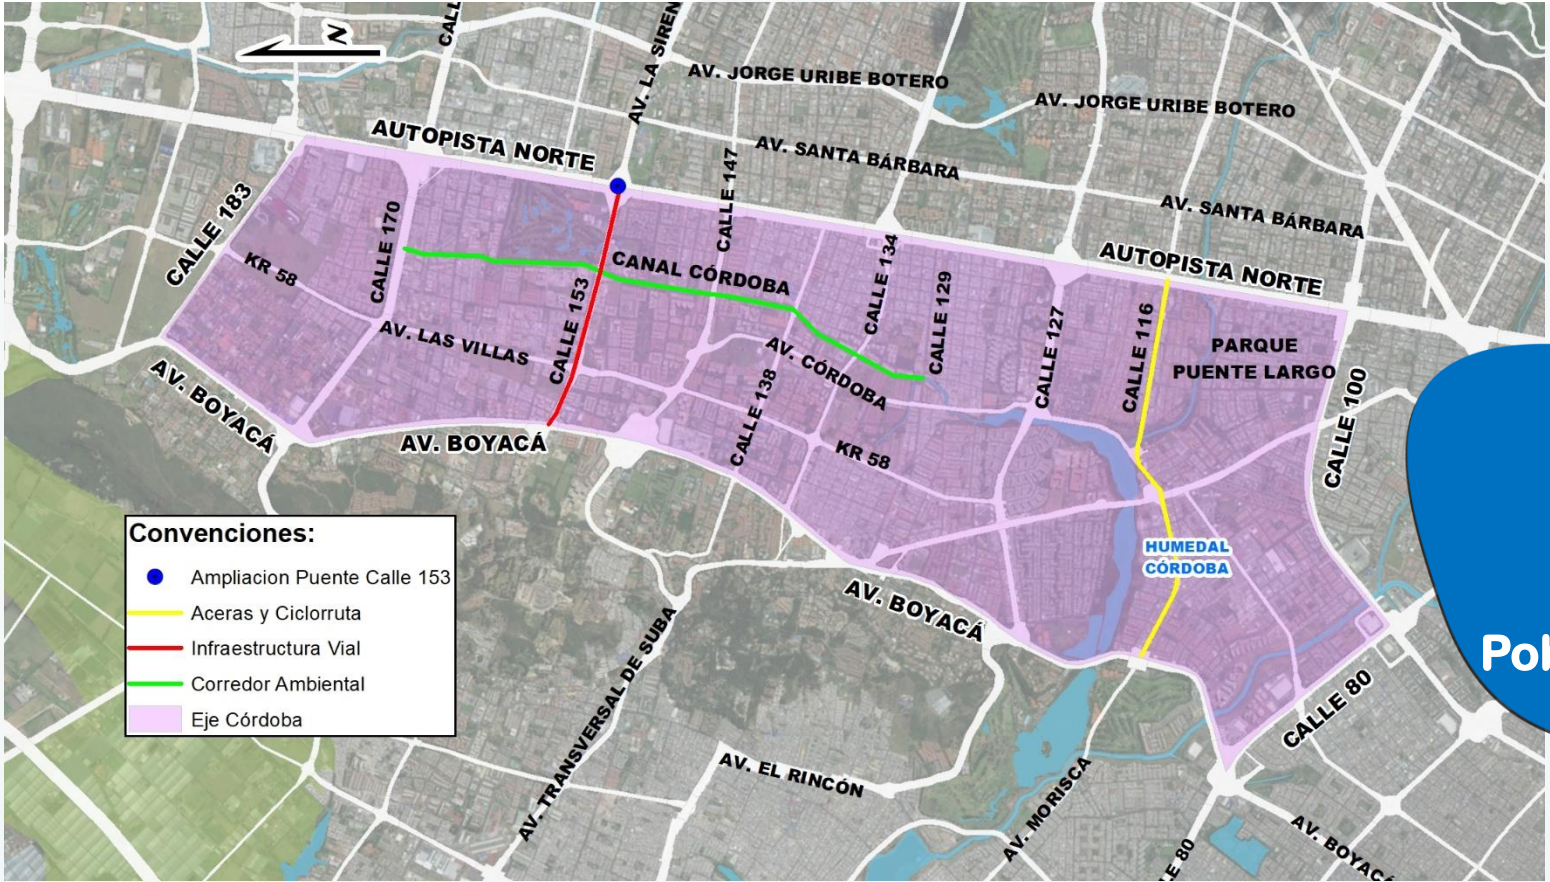 N
CALL
AV. LA SIREN
AV. JORGE URIBE BOTERO
AV. JORGE URIBE BOTERO
AUTOPISTA NORTE
AV. SANTA BÁRBARA
AV. SANTA BÁRBARA
AUTOPISTA NORTE
CALLE 183
CALLE 170
CALLE 147
CALLE 134
CALLE 129
CALLE 127
CALLE 116
KR 58
CANAL CÓRDOBA
CALLE 153
AV. LAS VILLAS
AV. CÓRDOBA
PARQUE
PUENTE LARGO
CALLE 100
AV. BOYACÁ
AV. BOYACÁ
CALLE 138
KR 58
HUMEDAL
CÓRDOBA
AV. BOYACÁ
Convenciones:
Ampliacion Puente Calle 153
Aceras y Ciclorruta
Infraestructura Vial
Corredor Ambiental
Eje Córdoba
AV. TRANSVERSAL DE SUBA
AV. EL RINCÓN
AV. MORISCA
CALLE 80
LE 80
AV. BOYACÁ
Pob